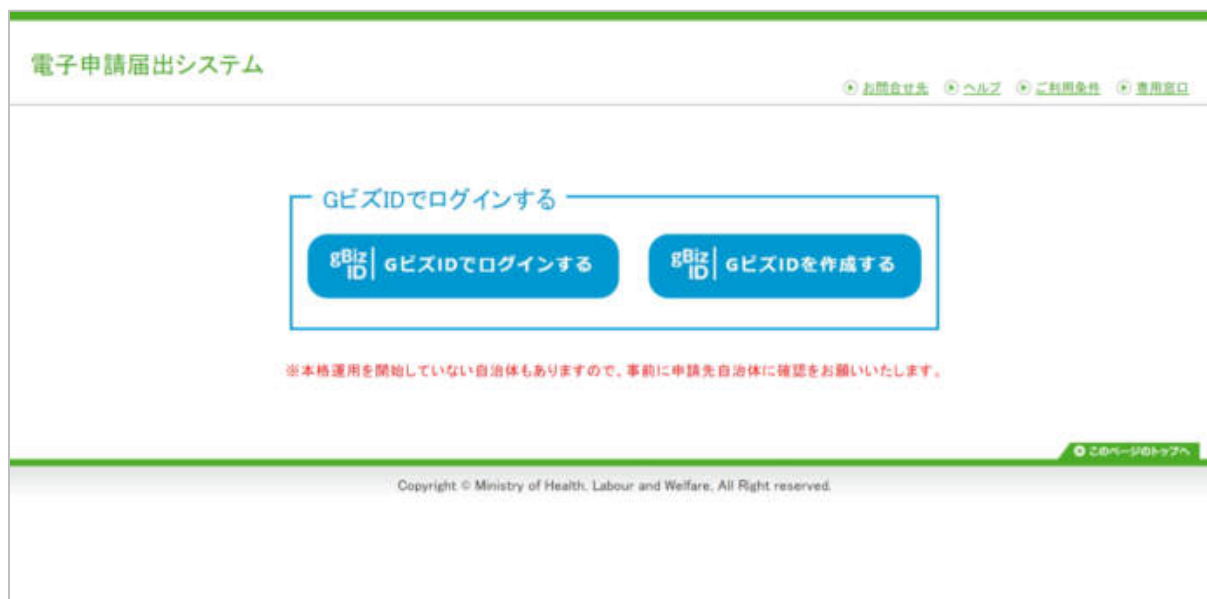 電子申請届出システム
お問合せ先 ヘルプ ご利用条件 専用窓口
GビズIDでログインする
gBiz ID GビズIDでログインする gBiz ID GビズIDを作成する
※本格運用を開始していない自治体もありますので、事前に申請先自治体に確認をお願いいたします。
このページのトップへ
Copyright © Ministry of Health, Labour and Welfare, All Right reserved.